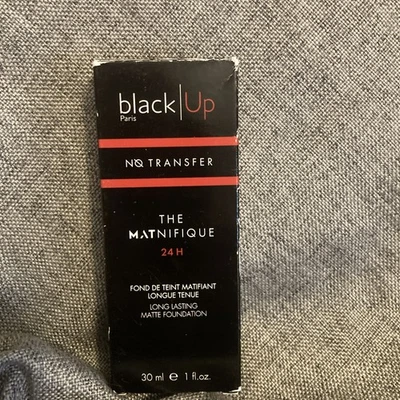 black|Up
Paris
NO TRANSFER
THE
MATNIFIQUE
24H
FOND DE TEINT MATIFIANT
LONGUE TENUE
LONG LASTING
MATTE FOUNDATION
30 ml ℮ 1 fl.oz.